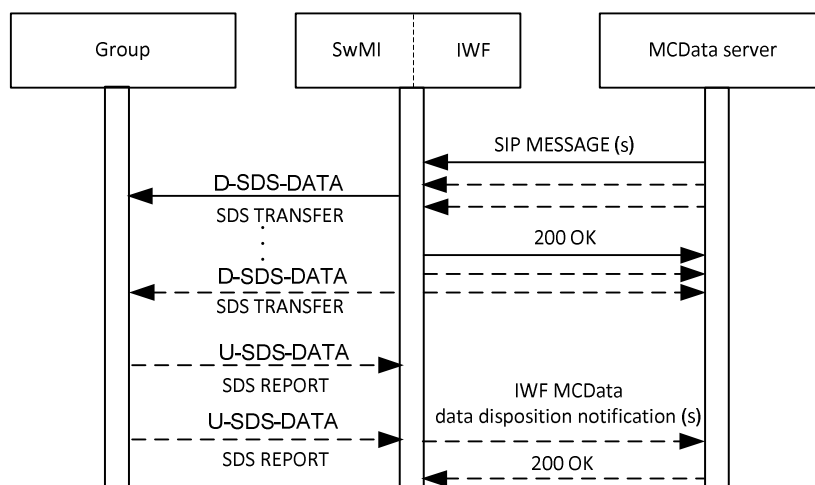 Group
SwMI
IWF
MCData server
SIP MESSAGE (s)
D-SDS-DATA
SDS TRANSFER
200 OK
D-SDS-DATA
SDS TRANSFER
U-SDS-DATA
SDS REPORT
IWF MCData
data disposition notification (s)
U-SDS-DATA
SDS REPORT
200 OK